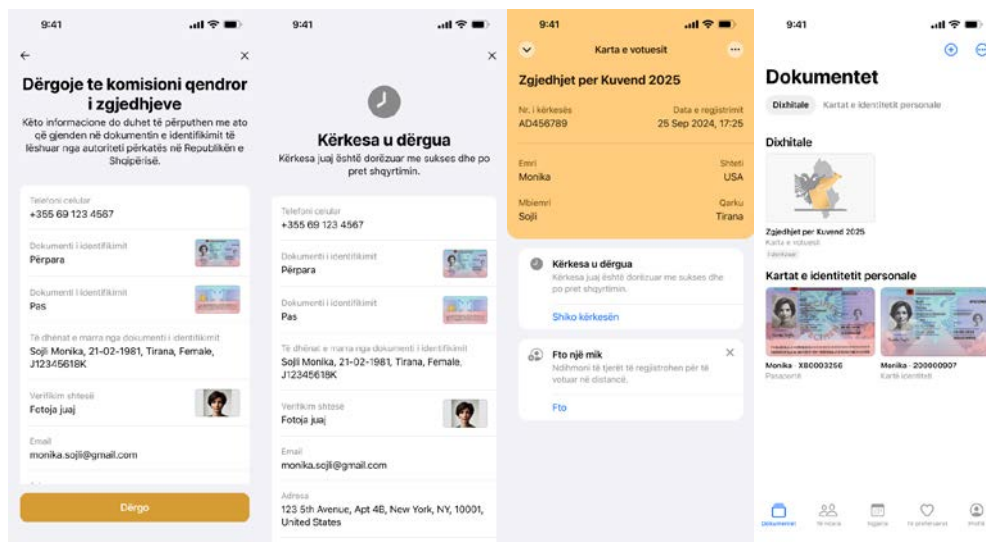 9:41
Dërgoje te komisioni qendror
i zgjedhjeve
Këto informacione do duhet të përputhen me ato
që gjenden në dokumentin e identifikimit të
lëshuar nga autoriteti përkatës në Republikën e
Shqipërisë.
Telefoni celular
+355 69 123 4567
Dokumenti i identifikimit
Përpara
Dokumenti i identifikimit
Pas
Të dhënat e marra nga dokumenti i identifikimit
Sojli Monika, 21-02-1981, Tirana, Female,
J12345618K
Verifikim shtesë
Fotoja juaj
Email
monika.sojli@gmail.com
Dërgo
9:41
Kërkesa u dërgua
Kërkesa juaj është dorëzuar me sukses dhe po
pret shqyrtimin.
Telefoni celular
+355 69 123 4567
Dokumenti i identifikimit
Përpara
Dokumenti i identifikimit
Pas
Të dhënat e marra nga dokumenti i identifikimit
Sojli Monika, 21-02-1981, Tirana, Female,
J12345618K
Verifikim shtesë
Fotoja juaj
Email
monika.sojli@gmail.com
Adresa
123 5th Avenue, Apt 4B, New York, NY, 10001,
United States
9:41
Karta e votuesit
Zgjedhjet per Kuvend 2025
Nr. i kërkesës Data e regjistrimit
AD456789 25 Sep 2024, 17:25
Emri Shteti
Monika USA
Mbiemri Qarku
Sojli Tirana
Kërkesa u dërgua
Kërkesa juaj është dorëzuar me sukses dhe
po pret shqyrtimin.
Shiko kërkesën
Fto një mik
Ndihmoni të tjerët të regjistrohen për të
votuar në distancë.
Fto
9:41
Dokumentet
Dixhitale Kartat e identitetit personale
Dixhitale
Zgjedhjet per Kuvend 2025
Karta e votuesit
Kartat e identitetit personale
Monika · XB0003256 Monika · 200000007
Pasaportë Kartë identiteti
Dokumentet Të preferuarat Profili